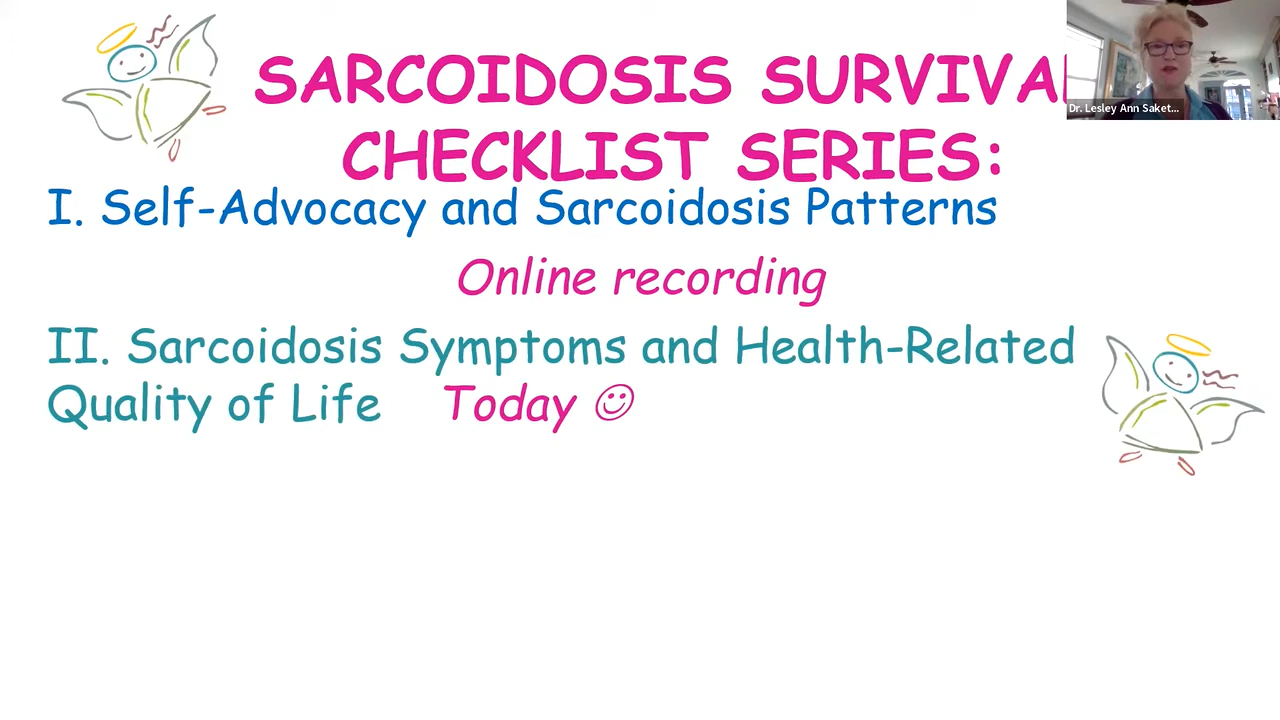 SARCOIDOSIS SURVIVAL
CHECKLIST SERIES:
I. Self-Advocacy and Sarcoidosis Patterns
Online recording
II. Sarcoidosis Symptoms and Health-Related
Quality of Life Today ☺
Dr. Lesley Ann Saket...